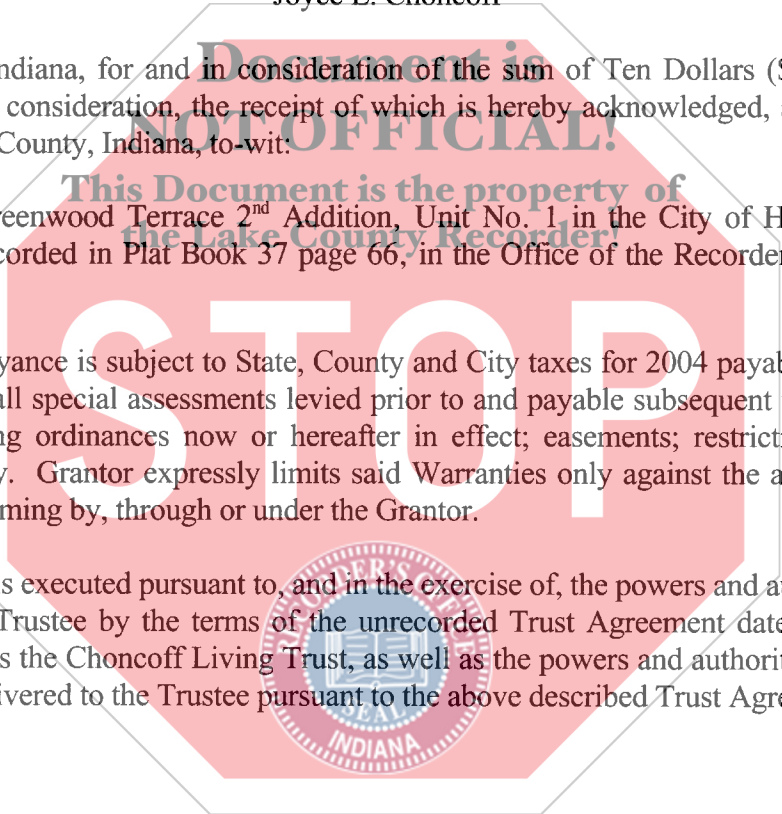 Joyce E. Choncoff
Document is
ndiana, for and in consideration of the sum of Ten Dollars (
consideration, the receipt of which is hereby acknowledged,
NOT OFFICIAL!
County, Indiana, to-wit:
This Document is the property of
reenwood Terrace 2nd Addition, Unit No. 1 in the City of H
the Lake County Recorder!
corded in Plat Book 37 page 66, in the Office of the Recorder
STOP
yance is subject to State, County and City taxes for 2004 payab
all special assessments levied prior to and payable subsequent
ng ordinances now or hereafter in effect; easements; restricti
y. Grantor expressly limits said Warranties only against the a
ming by, through or under the Grantor.
s executed pursuant to, and in the exercise of, the powers and a
Trustee by the terms of the unrecorded Trust Agreement date
s the Choncoff Living Trust, as well as the powers and authorit
ivered to the Trustee pursuant to the above described Trust Agre
RECORDER'S OFFICE
SEAL
INDIANA